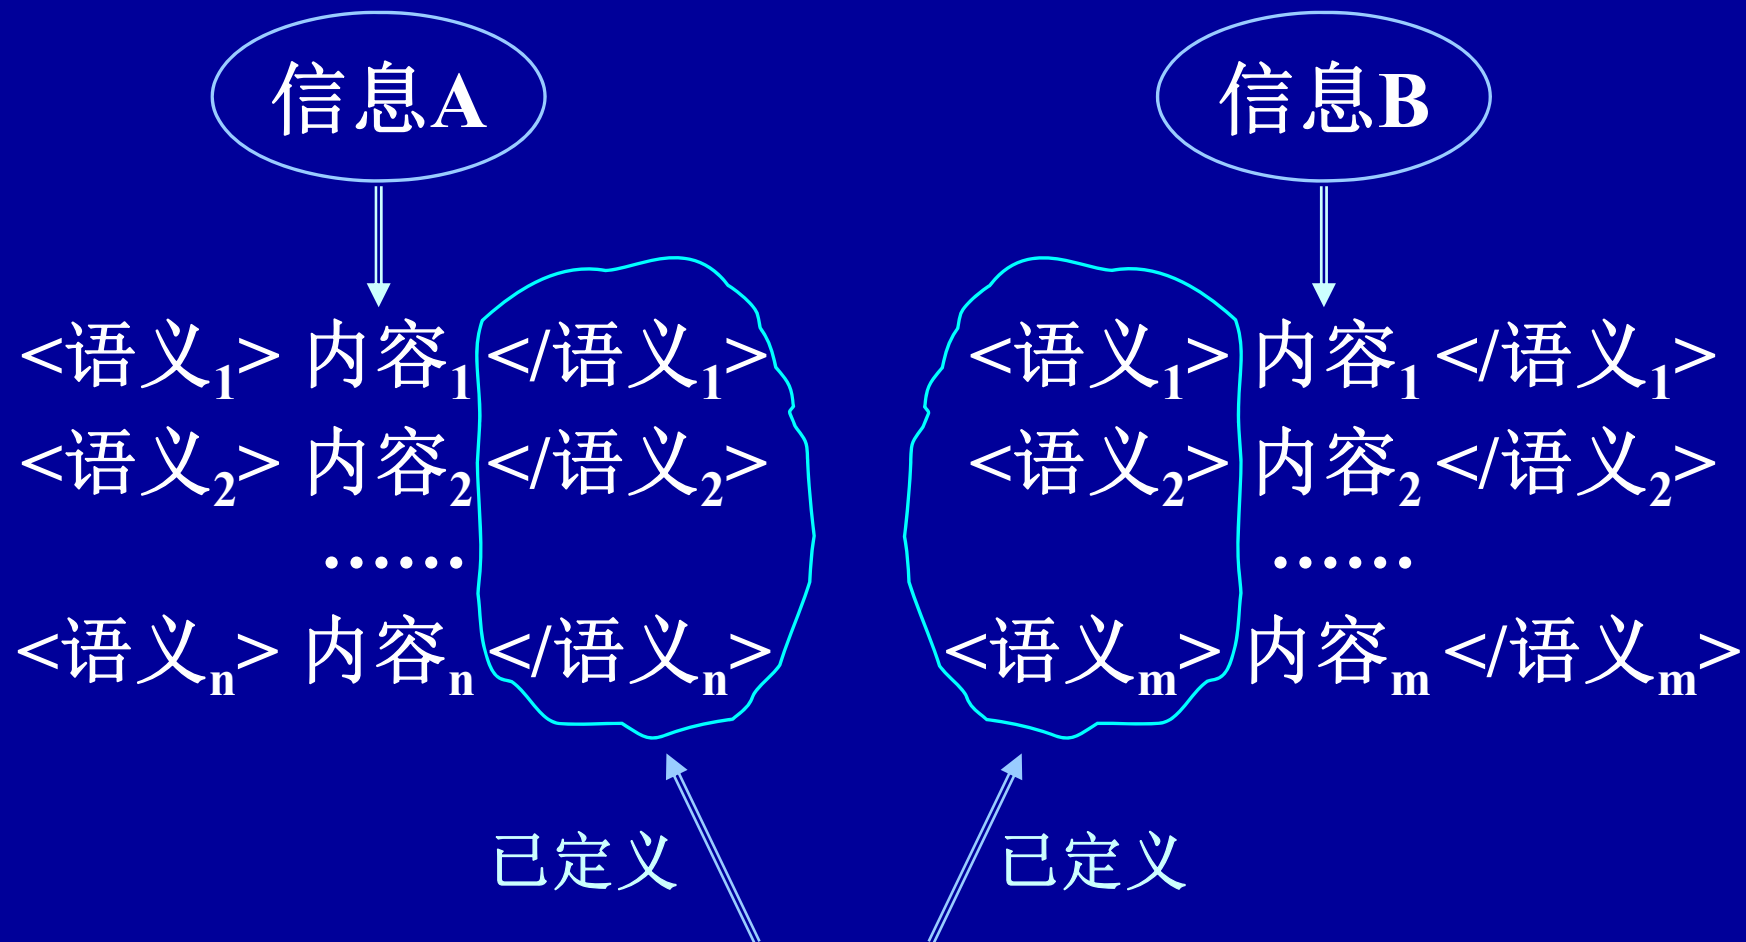 信息A 信息B
<语义1> 内容1 </语义1> <语义1> 内容1 </语义1>
<语义2> 内容2 </语义2> <语义2> 内容2 </语义2>
…… ……
<语义n> 内容n </语义n> <语义m> 内容m </语义m>
已定义 已定义